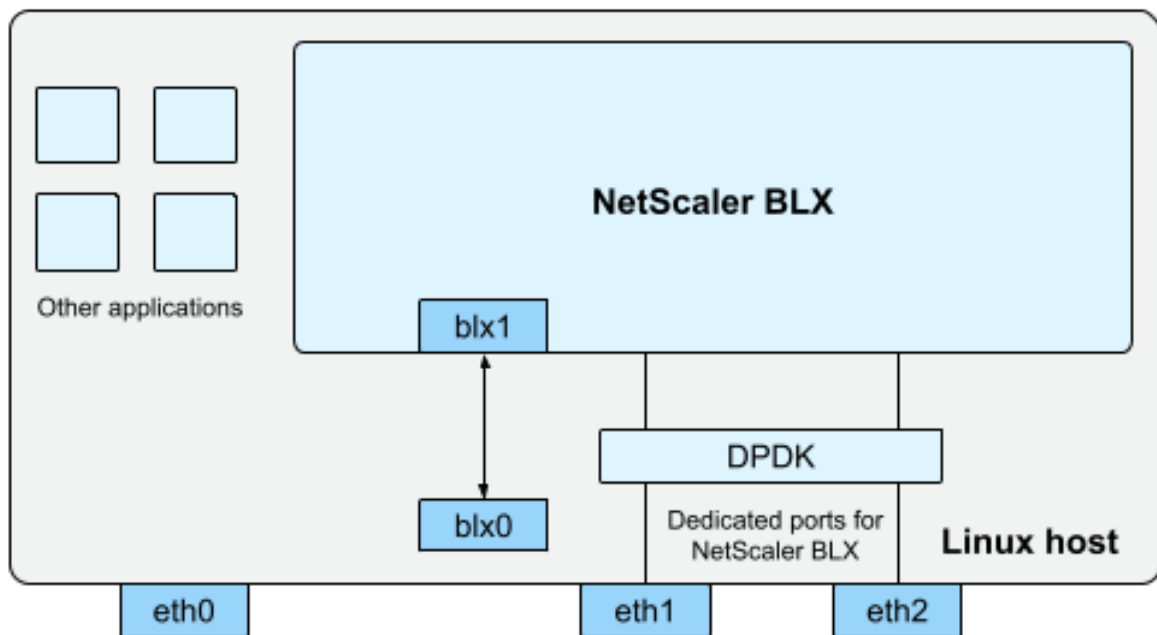 NetScaler BLX
Other applications
blx1
DPDK
blx0
Dedicated ports for
NetScaler BLX
Linux host
eth0
eth1
eth2